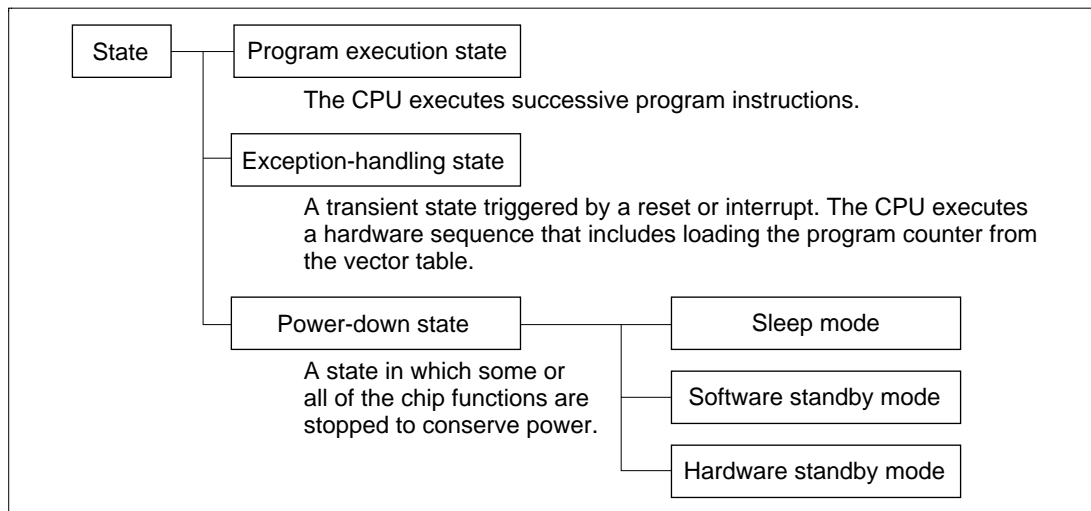 State
Program execution state
The CPU executes successive program instructions.
Exception-handling state
A transient state triggered by a reset or interrupt. The CPU executes
a hardware sequence that includes loading the program counter from
the vector table.
Power-down state
A state in which some or
all of the chip functions are
stopped to conserve power.
Sleep mode
Software standby mode
Hardware standby mode